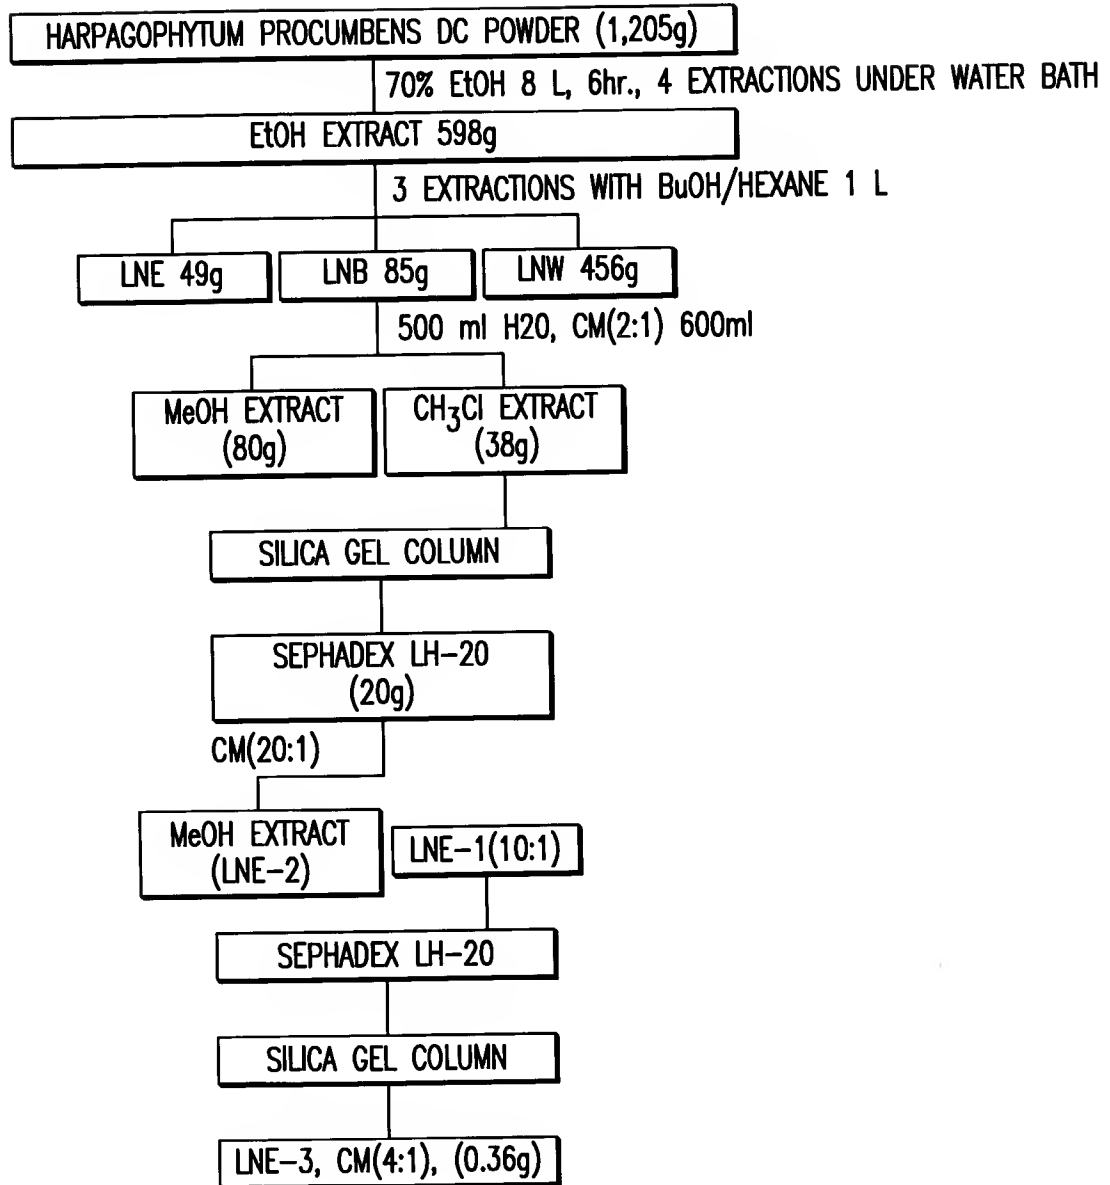 HARPAGOPHYTUM PROCUMBENS DC POWDER (1,205g)
70% EtOH 8 L, 6hr., 4 EXTRACTIONS UNDER WATER BATH
EtOH EXTRACT 598g
3 EXTRACTIONS WITH BuOH/HEXANE 1 L
LNE 49g
LNB 85g
LNW 456g
500 ml H20, CM(2:1) 600ml
MeOH EXTRACT
(80g)
CH3Cl EXTRACT
(38g)
SILICA GEL COLUMN
SEPHADEX LH-20
(20g)
CM(20:1)
MeOH EXTRACT
(LNE-2)
LNE-1(10:1)
SEPHADEX LH-20
SILICA GEL COLUMN
LNE-3, CM(4:1), (0.36g)